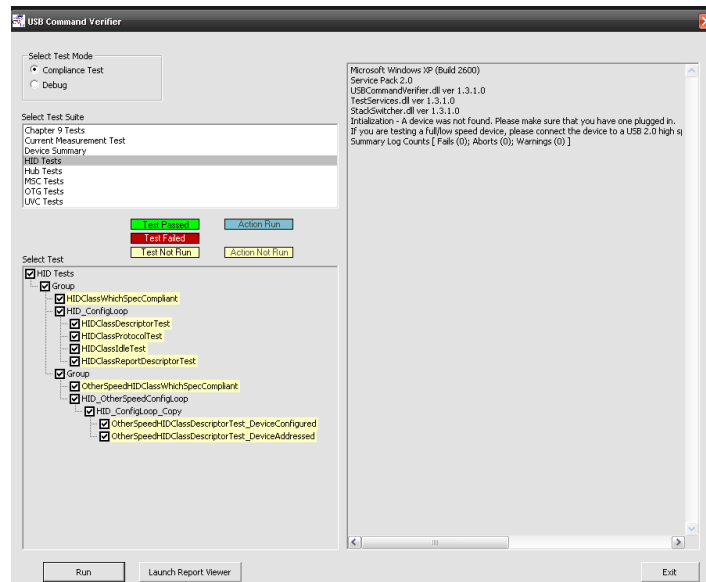 USB Command Verifier
Select Test Mode
Compliance Test
Debug
Select Test Suite
Chapter 9 Tests
Current Measurement Test
Device Summary
HID Tests
Hub Tests
MSC Tests
OTG Tests
UVC Tests
Test Passed
Action Run
Test Failed
Test Not Run
Action Not Run
Select Test
HID Tests
Group
HIDClassWhichSpecCompliant
HID_ConfigLoop
HIDClassDescriptorTest
HIDClassProtocolTest
HIDClassIdleTest
HIDClassReportDescriptorTest
Group
OtherSpeedHIDClassWhichSpecCompliant
HID_OtherSpeedConfigLoop
HID_ConfigLoop_Copy
OtherSpeedHIDClassDescriptorTest_DeviceConfigured
OtherSpeedHIDClassDescriptorTest_DeviceAddressed
Microsoft Windows XP (Build 2600)
Service Pack 2.0
USBCommandVerifier.dll ver 1.3.1.0
TestServices.dll ver 1.3.1.0
StackSwitcher.dll ver 1.3.1.0
Intialization - A device was not found. Please make sure that you have one plugged in.
If you are testing a full/low speed device, please connect the device to a USB 2.0 high s
Summary Log Counts [ Fails (0); Aborts (0); Warnings (0) ]
Run
Launch Report Viewer
Exit